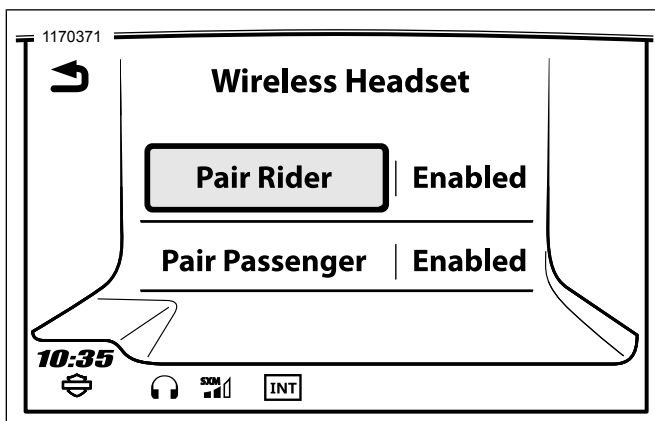 1170371
Wireless Headset
Pair Rider Enabled
Pair Passenger Enabled
10:35
SXM INT